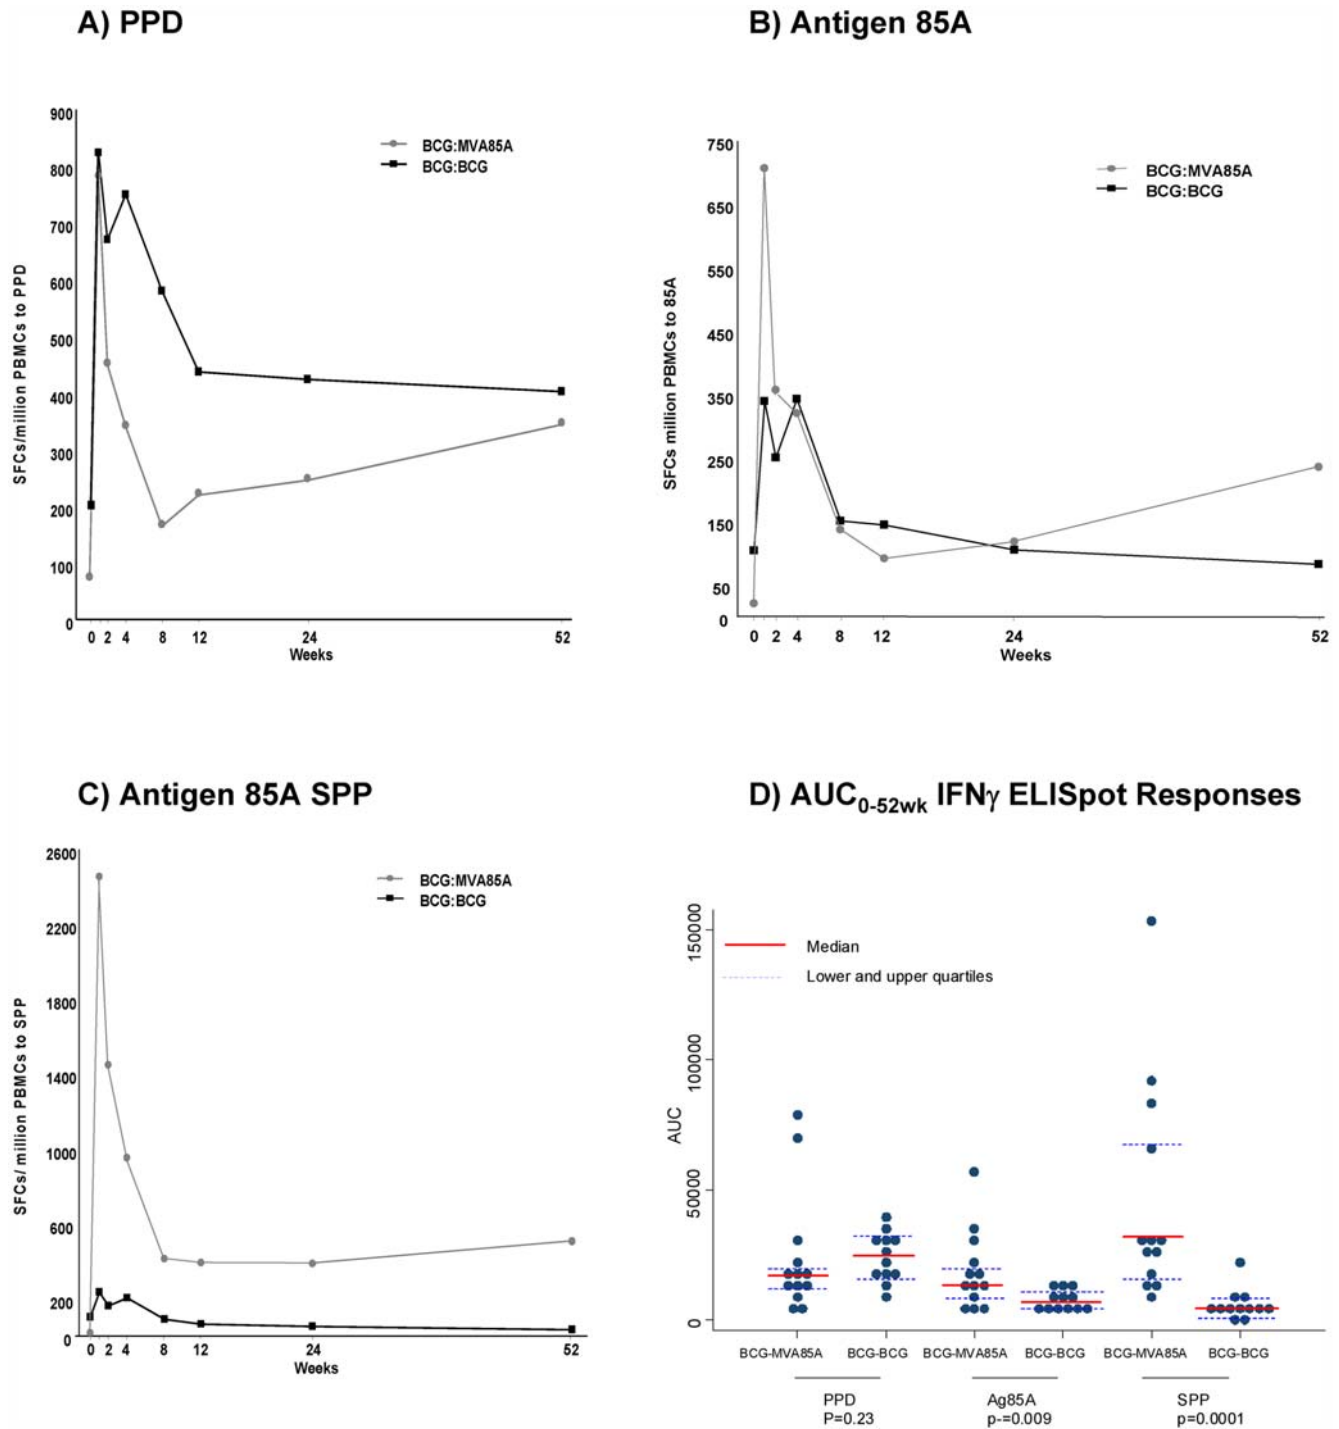 A) PPD
900
800
700
600
500
400
300
200
100
0
SFCs/million PBMCs to PPD
BCG:MVA85A
BCG:BCG
0 2 4 8 12 24 52
Weeks
B) Antigen 85A
750
650
550
450
350
250
150
50
0
SFCs million PBMCs to 85A
BCG:MVA85A
BCG:BCG
0 2 4 8 12 24 52
Weeks
C) Antigen 85A SPP
2600
2200
1800
1400
1000
600
200
0
SFCs/ million PBMCs to SPP
BCG:MVA85A
BCG:BCG
0 2 4 8 12 24 52
Weeks
D) AUC0-52wk IFNγ ELISpot Responses
150000
100000
50000
0
AUC
Median
Lower and upper quartiles
BCG-MVA85A BCG-BCG BCG-MVA85A BCG-BCG BCG-MVA85A BCG-BCG
PPD Ag85A SPP
P=0.23 p-=0.009 p=0.0001